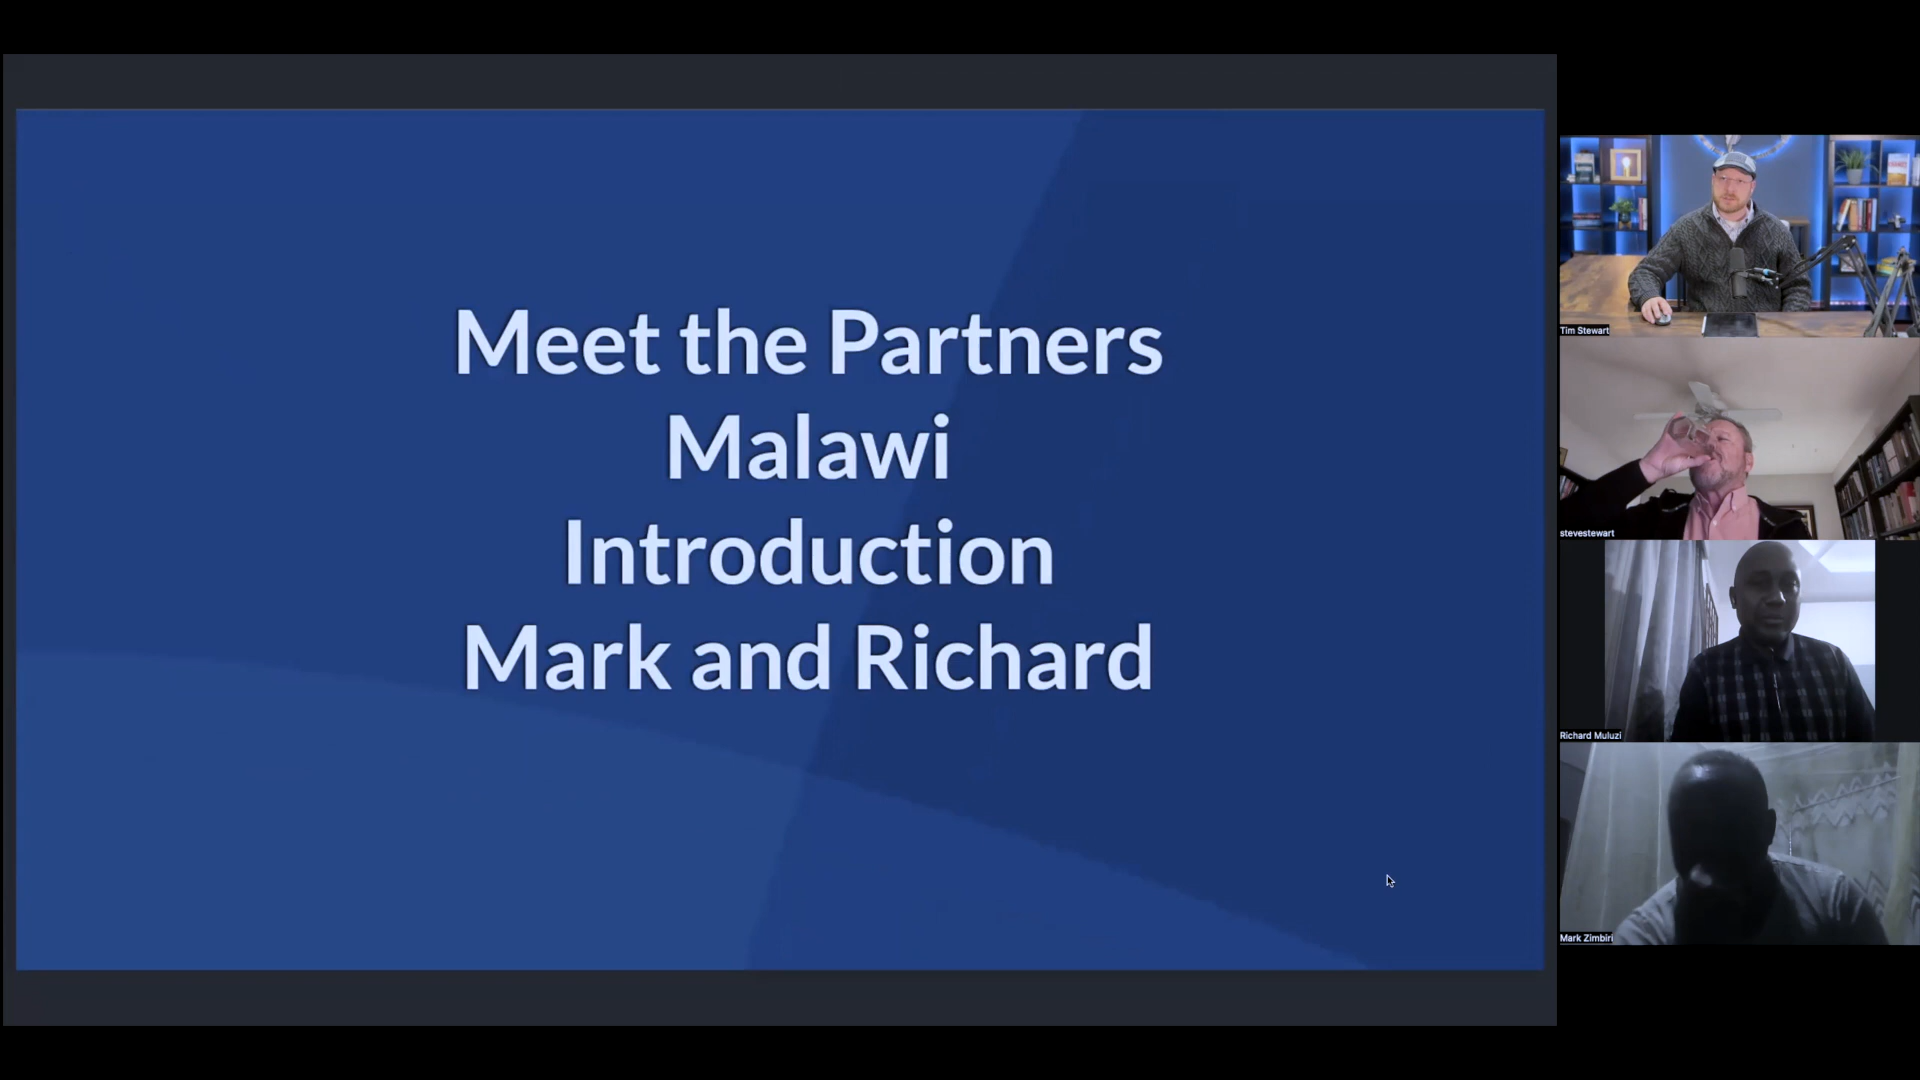 Meet the Partners
Malawi
Introduction
Mark and Richard
Tim Stewart
stevestewart
Richard Muluzi
Mark Zimbiri